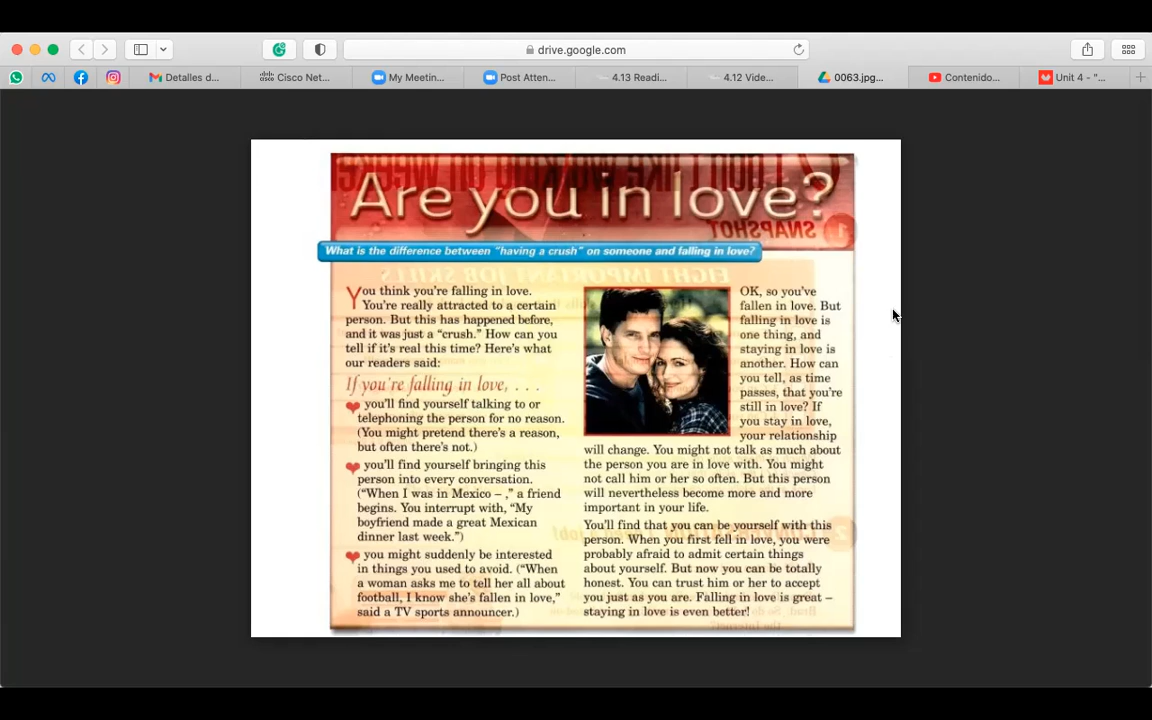 drive.google.com
Detalles d...
Cisco Net...
My Meetin...
Post Atten...
4.13 Readi...
4.12 Vide...
0063.jpg...
Contenido...
Unit 4 - "...
Are you in love?
What is the difference between "having a crush" on someone and falling in love?
You think you're falling in love.
You're really attracted to a certain
person. But this has happened before,
and it was just a "crush." How can you
tell if it's real this time? Here's what
our readers said:
If you're falling in love, . . .
you'll find yourself talking to or
telephoning the person for no reason.
(You might pretend there's a reason,
but often there's not.)
you'll find yourself bringing this
person into every conversation.
("When I was in Mexico – ," a friend
begins. You interrupt with, "My
boyfriend made a great Mexican
dinner last week.")
you might suddenly be interested
in things you used to avoid. ("When
a woman asks me to tell her all about
football, I know she's fallen in love,"
said a TV sports announcer.)
OK, so you've
fallen in love. But
falling in love is
one thing, and
staying in love is
another. How can
you tell, as time
passes, that you're
still in love? If
you stay in love,
your relationship
will change. You might not talk as much about
the person you are in love with. You might
not call him or her so often. But this person
will nevertheless become more and more
important in your life.
You'll find that you can be yourself with this
person. When you first fell in love, you were
probably afraid to admit certain things
about yourself. But now you can be totally
honest. You can trust him or her to accept
you just as you are. Falling in love is great –
staying in love is even better!